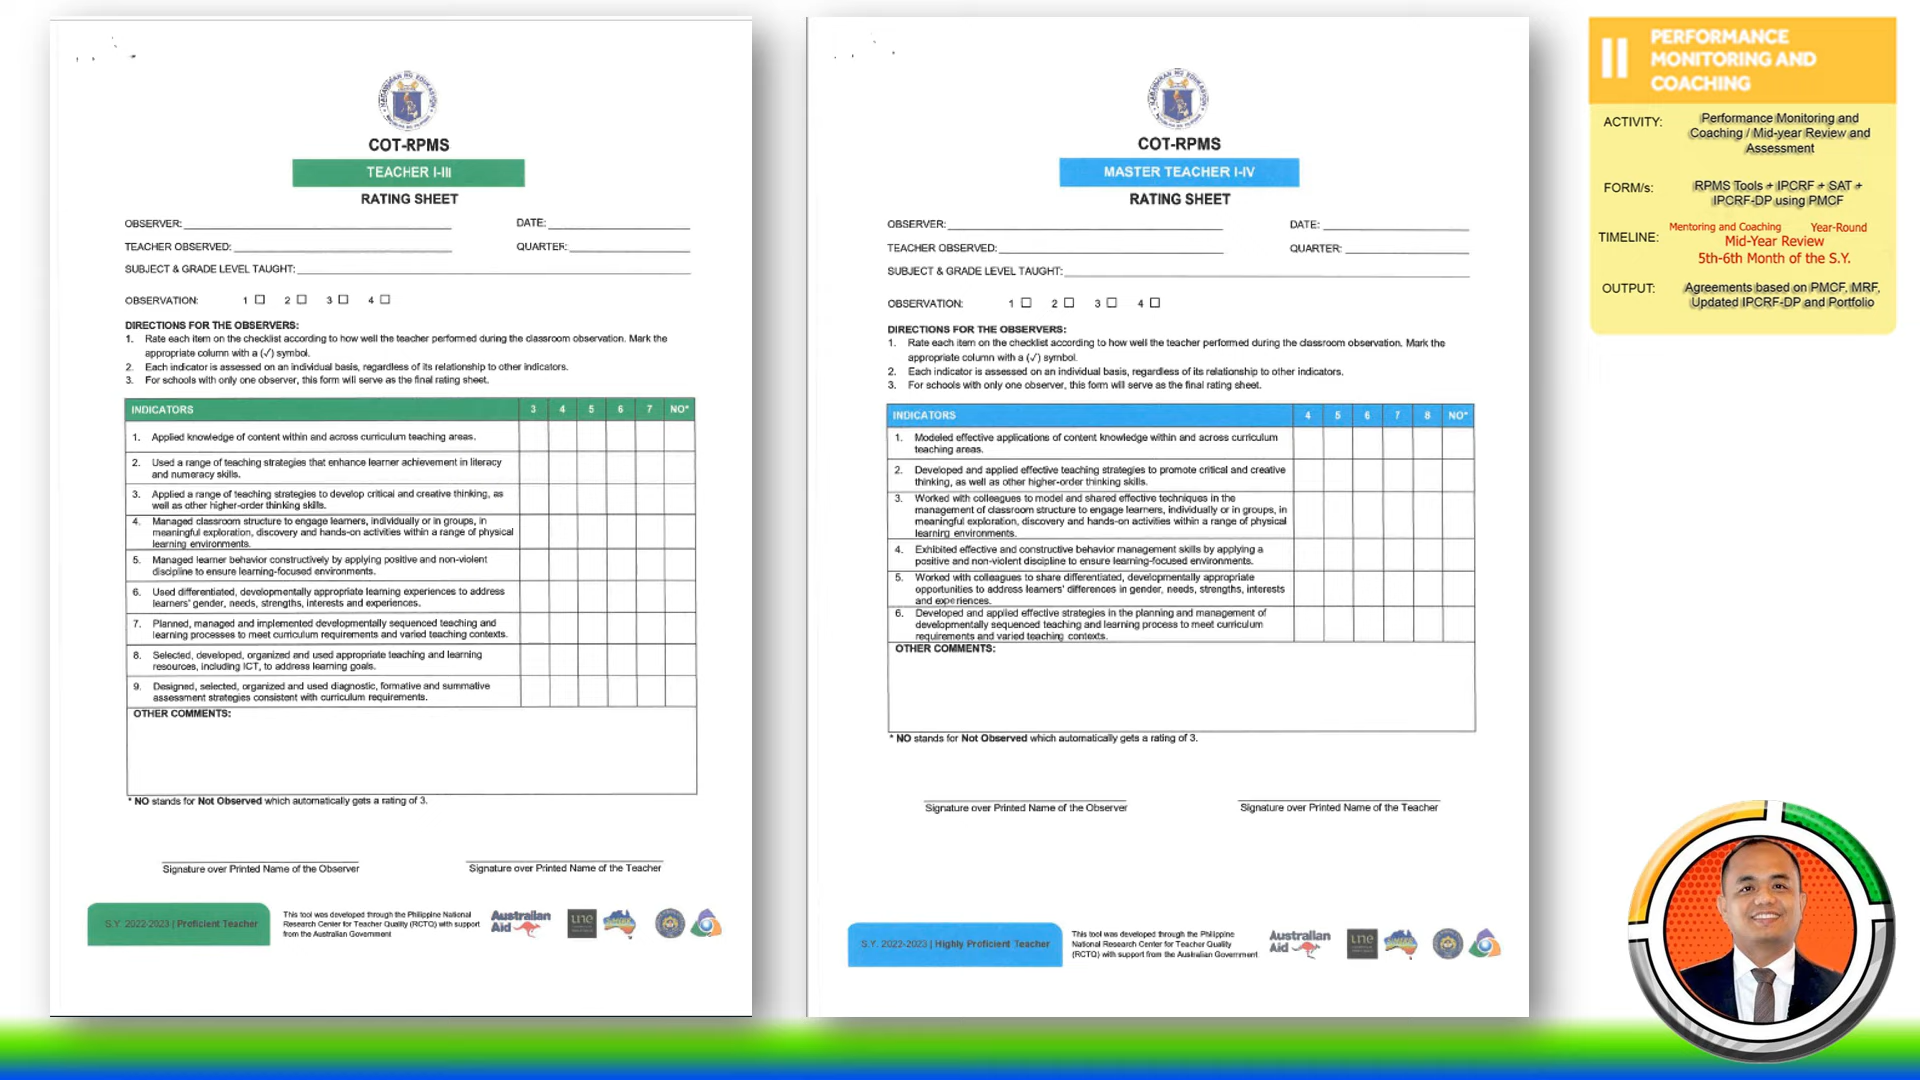 COT-RPMS
TEACHER I-III
RATING SHEET
OBSERVER:
DATE:
TEACHER OBSERVED:
QUARTER:
SUBJECT & GRADE LEVEL TAUGHT:
OBSERVATION: 1 ☐ 2 ☐ 3 ☐ 4 ☐
DIRECTIONS FOR THE OBSERVERS:
1. Rate each item on the checklist according to how well the teacher performed during the classroom observation. Mark the
appropriate column with a (√) symbol.
2. Each indicator is assessed on an individual basis, regardless of its relationship to other indicators.
3. For schools with only one observer, this form will serve as the final rating sheet.
INDICATORS 3 4 5 6 7 NO*
1. Applied knowledge of content within and across curriculum teaching areas.
2. Used a range of teaching strategies that enhance learner achievement in literacy
and numeracy skills.
3. Applied a range of teaching strategies to develop critical and creative thinking, as
well as other higher-order thinking skills.
4. Managed classroom structure to engage learners, individually or in groups, in
meaningful exploration, discovery and hands-on activities within a range of physical
learning environments.
5. Managed learner behavior constructively by applying positive and non-violent
discipline to ensure learning-focused environments.
6. Used differentiated, developmentally appropriate learning experiences to address
learners' gender, needs, strengths, interests and experiences.
7. Planned, managed and implemented developmentally sequenced teaching and
learning processes to meet curriculum requirements and varied teaching contexts.
8. Selected, developed, organized and used appropriate teaching and learning
resources, including ICT, to address learning goals.
9. Designed, selected, organized and used diagnostic, formative and summative
assessment strategies consistent with curriculum requirements.
OTHER COMMENTS:
* NO stands for Not Observed which automatically gets a rating of 3.
Signature over Printed Name of the Observer
Signature over Printed Name of the Teacher
S.Y. 2022-2023 | Proficient Teacher
This tool was developed through the Philippine National
Research Center for Teacher Quality (RCTQ) with support
from the Australian Government
Australian
Aid
une
COT-RPMS
MASTER TEACHER I-IV
RATING SHEET
OBSERVER:
DATE:
TEACHER OBSERVED:
QUARTER:
SUBJECT & GRADE LEVEL TAUGHT:
OBSERVATION: 1 ☐ 2 ☐ 3 ☐ 4 ☐
DIRECTIONS FOR THE OBSERVERS:
1. Rate each item on the checklist according to how well the teacher performed during the classroom observation. Mark the
appropriate column with a (√) symbol.
2. Each indicator is assessed on an individual basis, regardless of its relationship to other indicators.
3. For schools with only one observer, this form will serve as the final rating sheet.
INDICATORS 4 5 6 7 8 NO*
1. Modeled effective applications of content knowledge within and across curriculum
teaching areas.
2. Developed and applied effective teaching strategies to promote critical and creative
thinking, as well as other higher-order thinking skills.
3. Worked with colleagues to model and shared effective techniques in the
management of classroom structure to engage learners, individually or in groups, in
meaningful exploration, discovery and hands-on activities within a range of physical
learning environments.
4. Exhibited effective and constructive behavior management skills by applying a
positive and non-violent discipline to ensure learning-focused environments.
5. Worked with colleagues to share differentiated, developmentally appropriate
opportunities to address learners' differences in gender, needs, strengths, interests
and experiences.
6. Developed and applied effective strategies in the planning and management of
developmentally sequenced teaching and learning process to meet curriculum
requirements and varied teaching contexts.
OTHER COMMENTS:
* NO stands for Not Observed which automatically gets a rating of 3.
Signature over Printed Name of the Observer
Signature over Printed Name of the Teacher
S.Y. 2022-2023 | Highly Proficient Teacher
This tool was developed through the Philippine
National Research Center for Teacher Quality
(RCTQ) with support from the Australian Government
Australian
Aid
une
II PERFORMANCE
MONITORING AND
COACHING
ACTIVITY: Performance Monitoring and
Coaching / Mid-year Review and
Assessment
FORM/s: RPMS Tools + IPCRF + SAT +
IPCRF-DP using PMCF
TIMELINE: Mentoring and Coaching Year-Round
Mid-Year Review
5th-6th Month of the S.Y.
OUTPUT: Agreements based on PMCF, MRF,
Updated IPCRF-DP and Portfolio